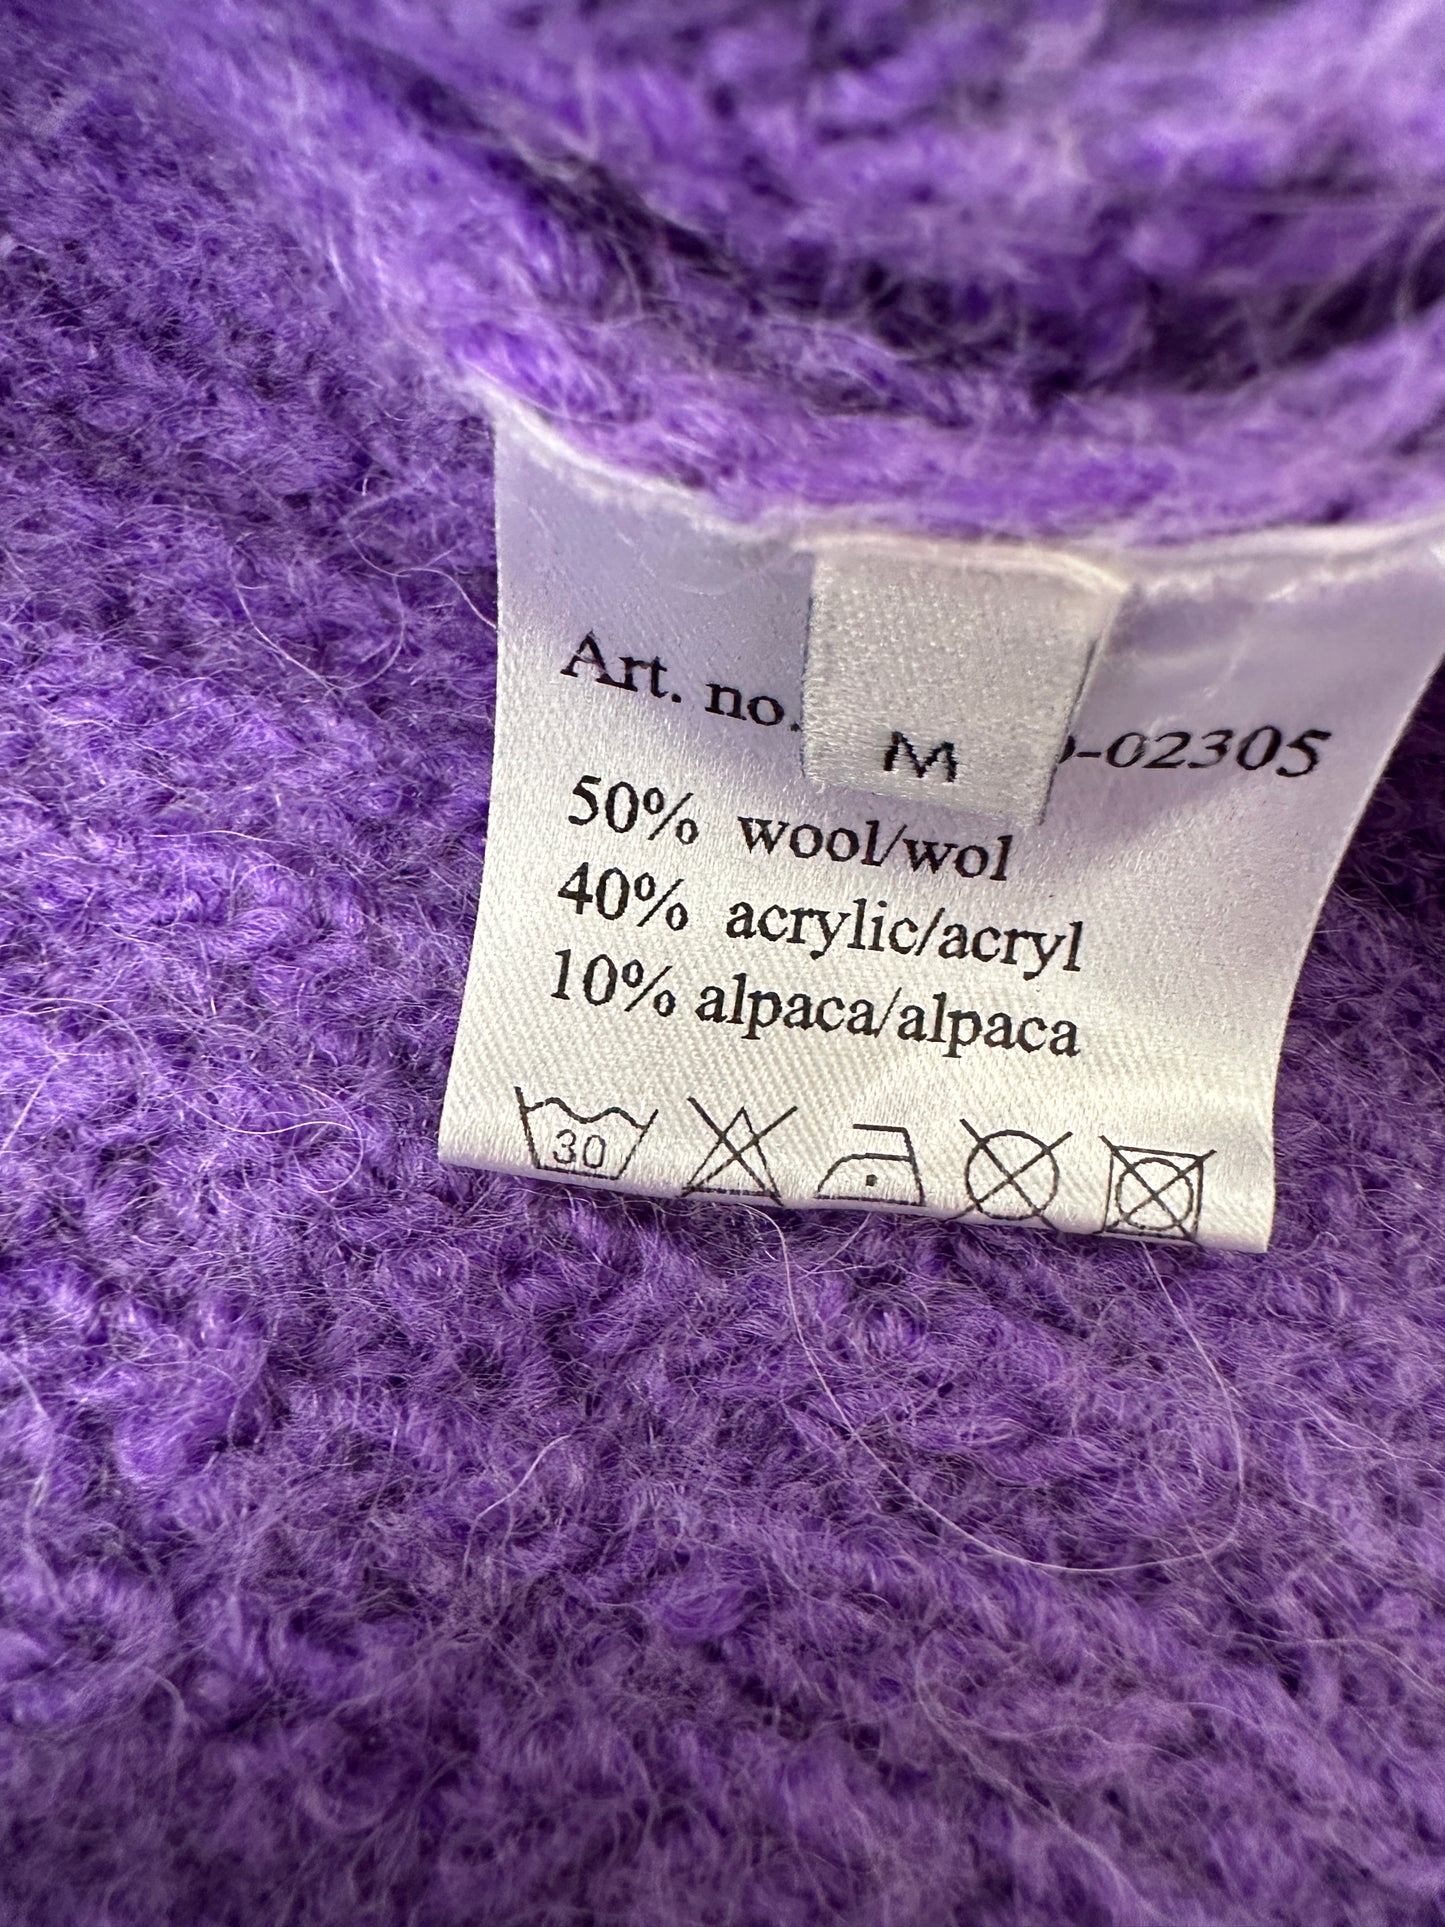 Art. no. -02305
M
50% wool/wol
40% acrylic/acryl
10% alpaca/alpaca
30